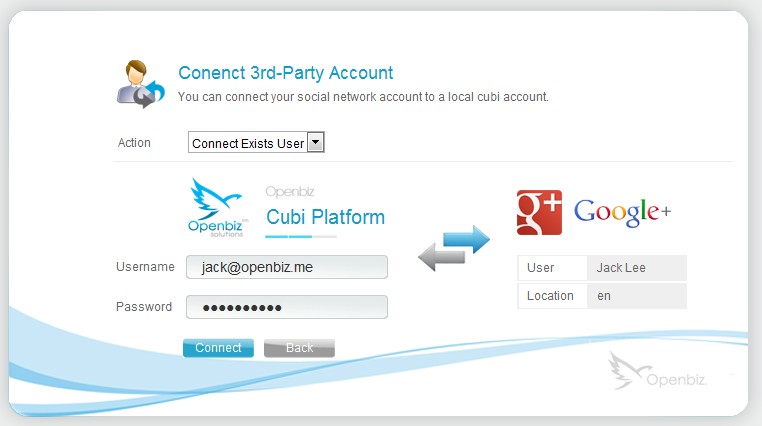 Conenct 3rd-Party Account
You can connect your social network account to a local cubi account.
Action
Connect Exists User
Openbiz
solutions
Openbiz
Cubi Platform
g+ Google+
Username
jack@openbiz.me
User
Jack Lee
Password
●●●●●●●●●●
Location
en
Connect
Back
Openbiz.